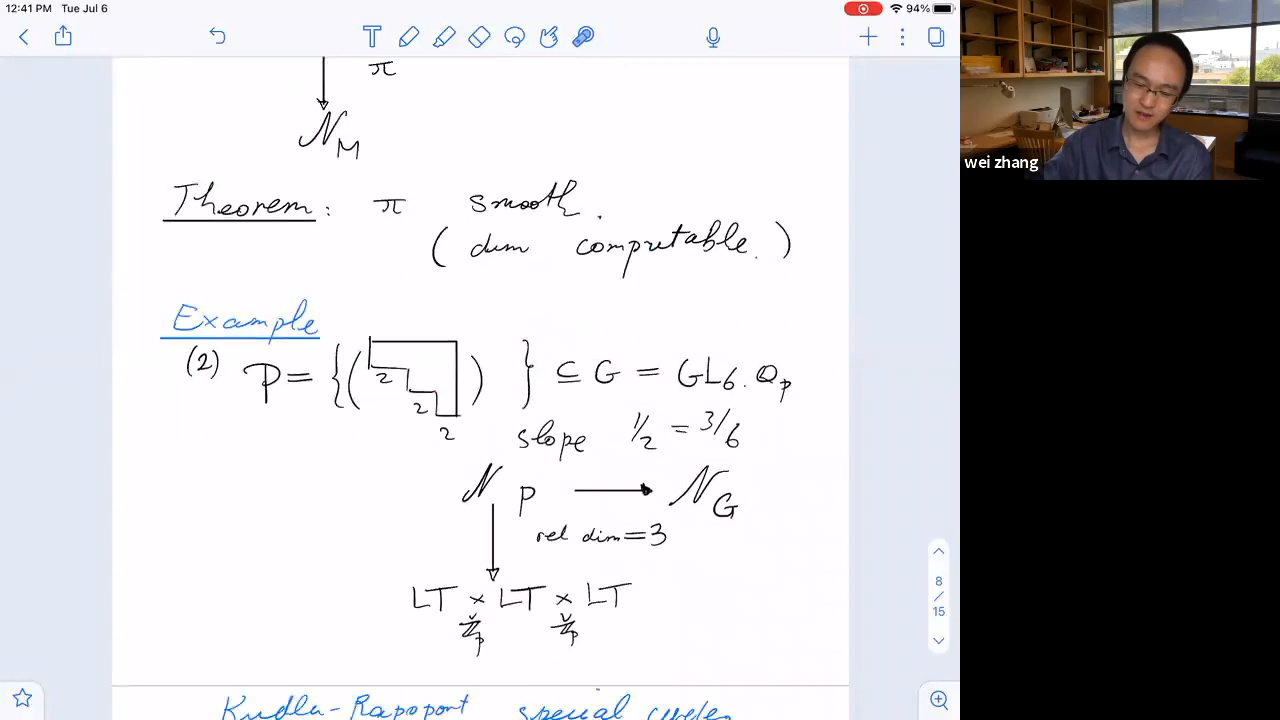 12:41 PM Tue Jul 6
94%
π
𝒩_M
Theorem: π smooth.
( dim computable. )
Example
(2) P = { ( 2 2 2 ) } ⊆ G = GL₆. ℚ_p
slope 1/2 = 3/6
𝒩_P ⟶ 𝒩_G
rel dim = 3
LT × LT × LT
ℤ̆_p ℤ̆_p
Kudla-Rapoport special cycles
8
/
15
wei zhang